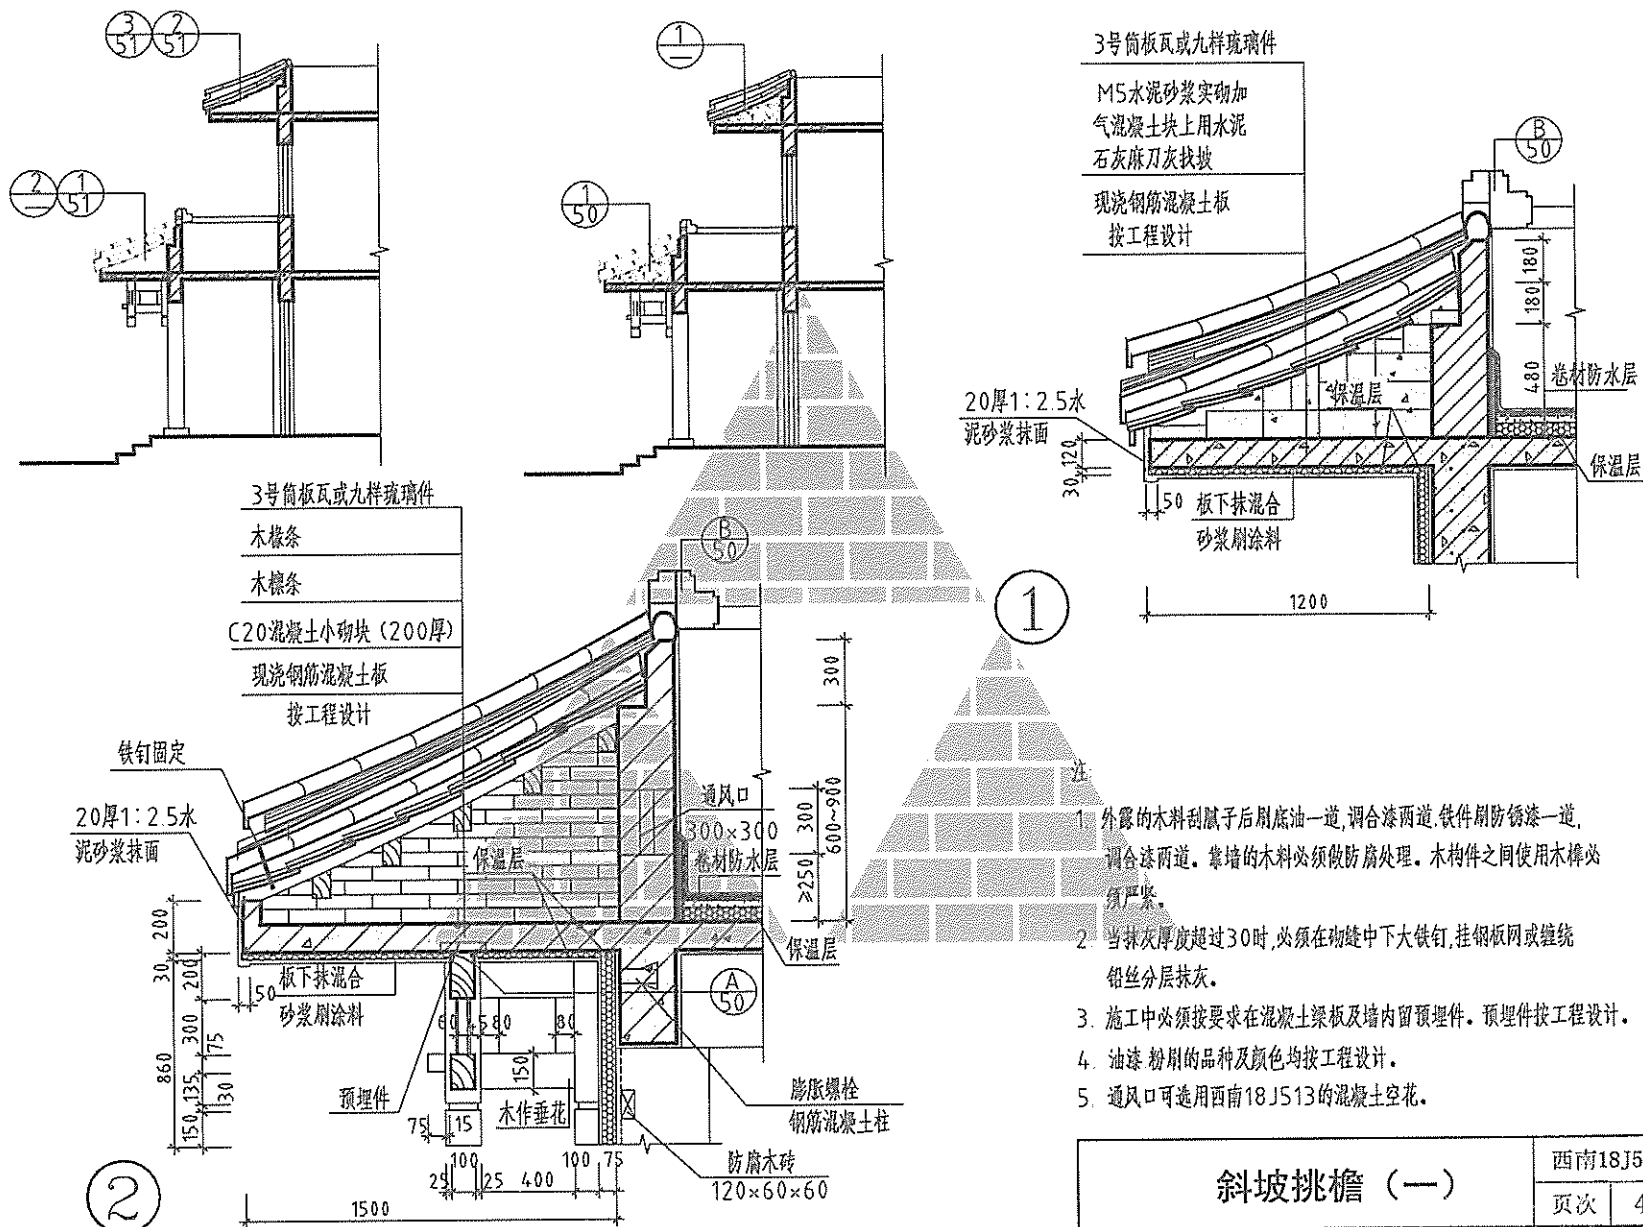 3
51
2
51
2
1
51
1
1
50
3号筒板瓦或九样琉璃件
M5水泥砂浆实砌加
气混凝土块上用水泥
石灰麻刀灰找坡
现浇钢筋混凝土板
按工程设计
B
50
180
180
480
卷材防水层
保温层
保温层
20厚1:2.5水
泥砂浆抹面
120
30
50
板下抹混合
砂浆刷涂料
1200
1
3号筒板瓦或九样琉璃件
木椽条
木檩条
C20混凝土小砌块(200厚)
现浇钢筋混凝土板
按工程设计
B
50
铁钉固定
20厚1:2.5水
泥砂浆抹面
通风口
300×300
卷材防水层
保温层
保温层
300
300
≥250
600~900
200
30
200
300
75
135
30
150
860
50
板下抹混合
砂浆刷涂料
A
50
60
45
80
80
150
预埋件
木作垂花
膨胀螺栓
钢筋混凝土柱
防腐木砖
120×60×60
75
15
100
25
25
400
100
75
1500
2
注:
1. 外露的木料刮腻子后刷底油一道,调合漆两道.铁件刷防锈漆一道,
调合漆两道。靠墙的木料必须做防腐处理。木构件之间使用木榫必
须严紧。
2. 当抹灰厚度超过30时,必须在砌缝中下大铁钉,挂钢板网或缠绕
铅丝分层抹灰。
3. 施工中必须按要求在混凝土梁板及墙内留预埋件。预埋件按工程设计.
4. 油漆.粉刷的品种及颜色均按工程设计.
5. 通风口可选用西南18J513的混凝土空花.
斜坡挑檐（一）
西南18J5
页次
4